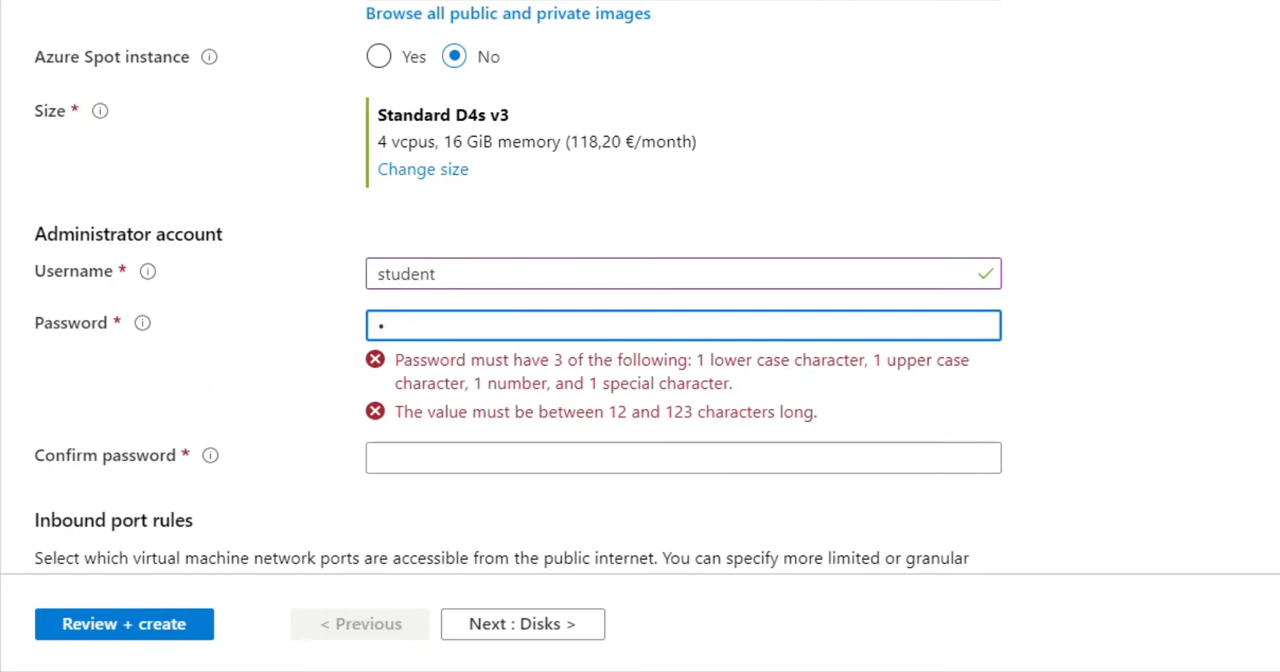 Browse all public and private images
Azure Spot instance
Yes No
Size *
Standard D4s v3
4 vcpus, 16 GiB memory (118,20 €/month)
Change size
Administrator account
Username *
student
Password *
•
Password must have 3 of the following: 1 lower case character, 1 upper case
character, 1 number, and 1 special character.
The value must be between 12 and 123 characters long.
Confirm password *
Inbound port rules
Select which virtual machine network ports are accessible from the public internet. You can specify more limited or granular
Review + create
< Previous
Next : Disks >